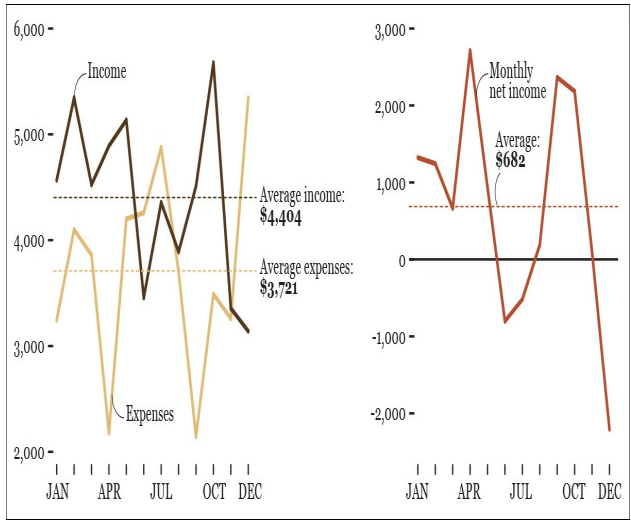 6,000
Income
5,000
Average income:
$4,404
4,000
Average expenses:
$3,721
3,000
Expenses
2,000
JAN APR JUL OCT DEC
3,000
Monthly
net income
2,000
Average:
$682
1,000
0
-1,000
-2,000
JAN APR JUL OCT DEC